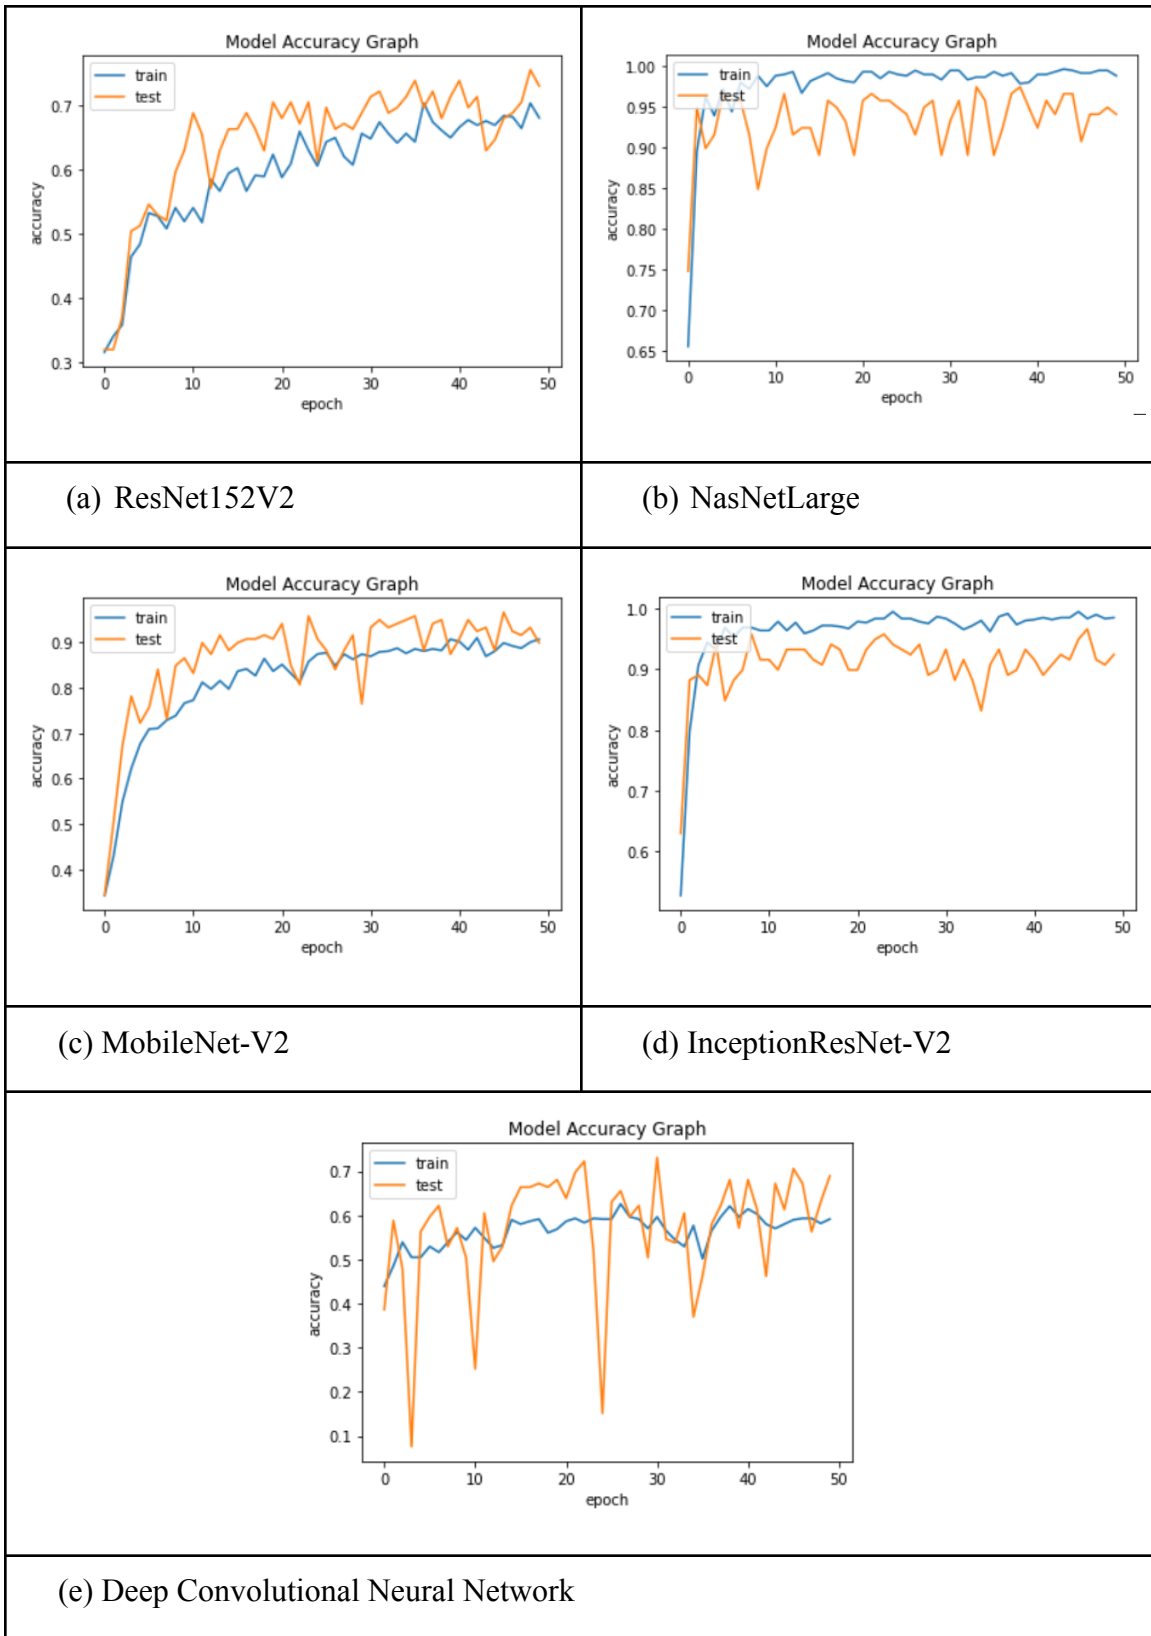 Model Accuracy Graph
train
test
0.7
0.6
0.5
0.4
0.3
accuracy
0 10 20 30 40 50
epoch
Model Accuracy Graph
train
test
1.00
0.95
0.90
0.85
0.80
0.75
0.70
0.65
accuracy
0 10 20 30 40 50
epoch
(a) ResNet152V2
(b) NasNetLarge
Model Accuracy Graph
train
test
0.9
0.8
0.7
0.6
0.5
0.4
accuracy
0 10 20 30 40 50
epoch
Model Accuracy Graph
train
test
1.0
0.9
0.8
0.7
0.6
accuracy
0 10 20 30 40 50
epoch
(c) MobileNet-V2
(d) InceptionResNet-V2
Model Accuracy Graph
train
test
0.7
0.6
0.5
0.4
0.3
0.2
0.1
accuracy
0 10 20 30 40 50
epoch
(e) Deep Convolutional Neural Network